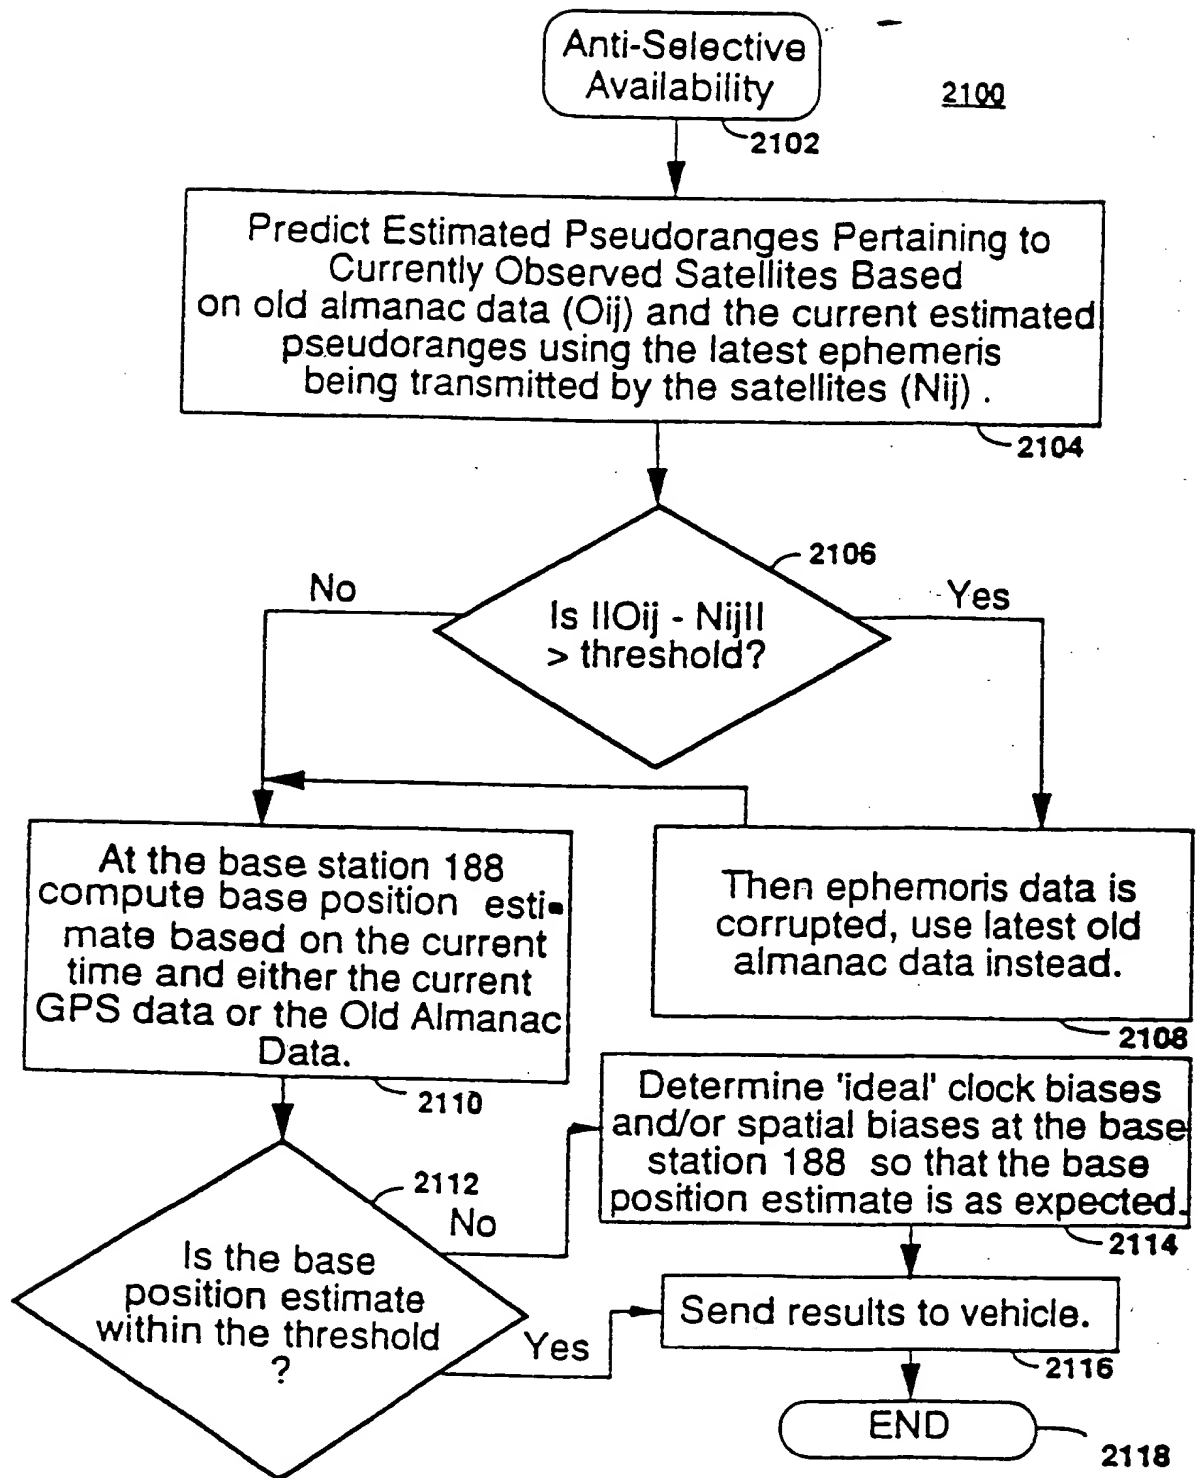 Anti-Selective
Availability
2100
2102
Predict Estimated Pseudoranges Pertaining to
Currently Observed Satellites Based
on old almanac data (Oij) and the current estimated
pseudoranges using the latest ephemeris
being transmitted by the satellites (Nij) .
2104
2106
No
Yes
Is llOij - Nijll
> threshold?
At the base station 188
compute base position esti-
mate based on the current
time and either the current
GPS data or the Old Almanac
Data.
2110
Then ephemoris data is
corrupted, use latest old
almanac data instead.
2108
Determine 'ideal' clock biases
and/or spatial biases at the base
station 188 so that the base
position estimate is as expected.
2114
2112
No
Is the base
position estimate
within the threshold
?
Yes
Send results to vehicle.
2116
END
2118